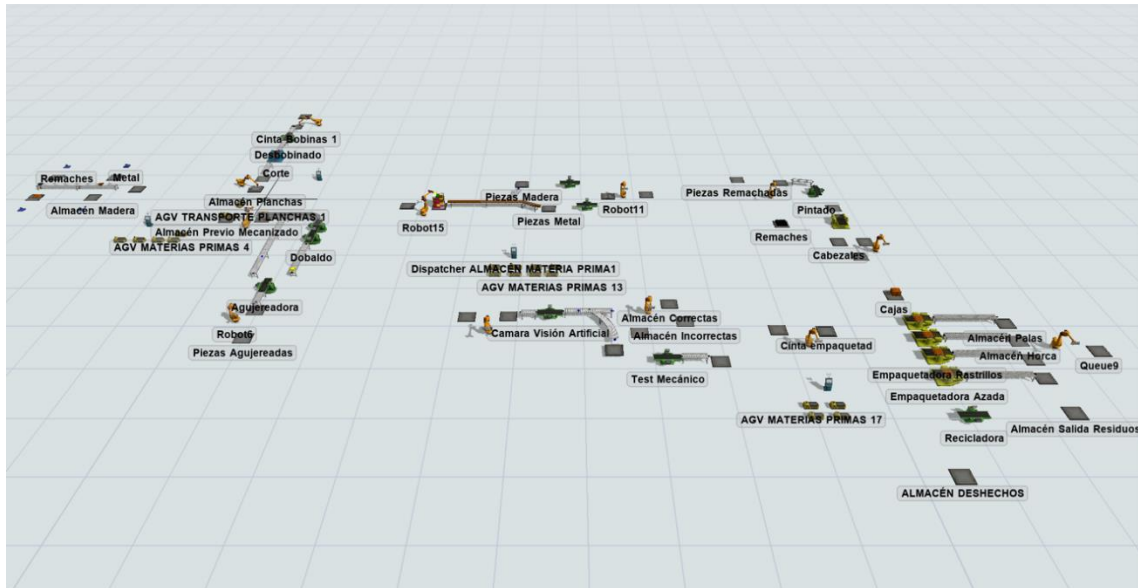 Cinta Bobinas 1
Desbobinado
Corte
Remaches
Metal
Almacén Madera
Almacén Planchas
AGV TRANSPORTE PLANCHAS 1
Almacén Previo Mecanizado
AGV MATERIAS PRIMAS 4
Dobaldo
Agujereadora
Robot6
Piezas Agujereadas
Piezas Madera
Robot15
Piezas Metal
Robot11
Dispatcher ALMACÉN MATERIA PRIMA1
AGV MATERIAS PRIMAS 13
Camara Visión Artificial
Almacén Correctas
Almacén Incorrectas
Test Mecánico
Piezas Remachadas
Pintado
Remaches
Cabezales
Cajas
Cinta empaquetad
Almacén Palas
Almacén Horca
Queue9
Empaquetadora Rastrillos
Empaquetadora Azada
AGV MATERIAS PRIMAS 17
Recicladora
Almacén Salida Residuos
ALMACÉN DESHECHOS